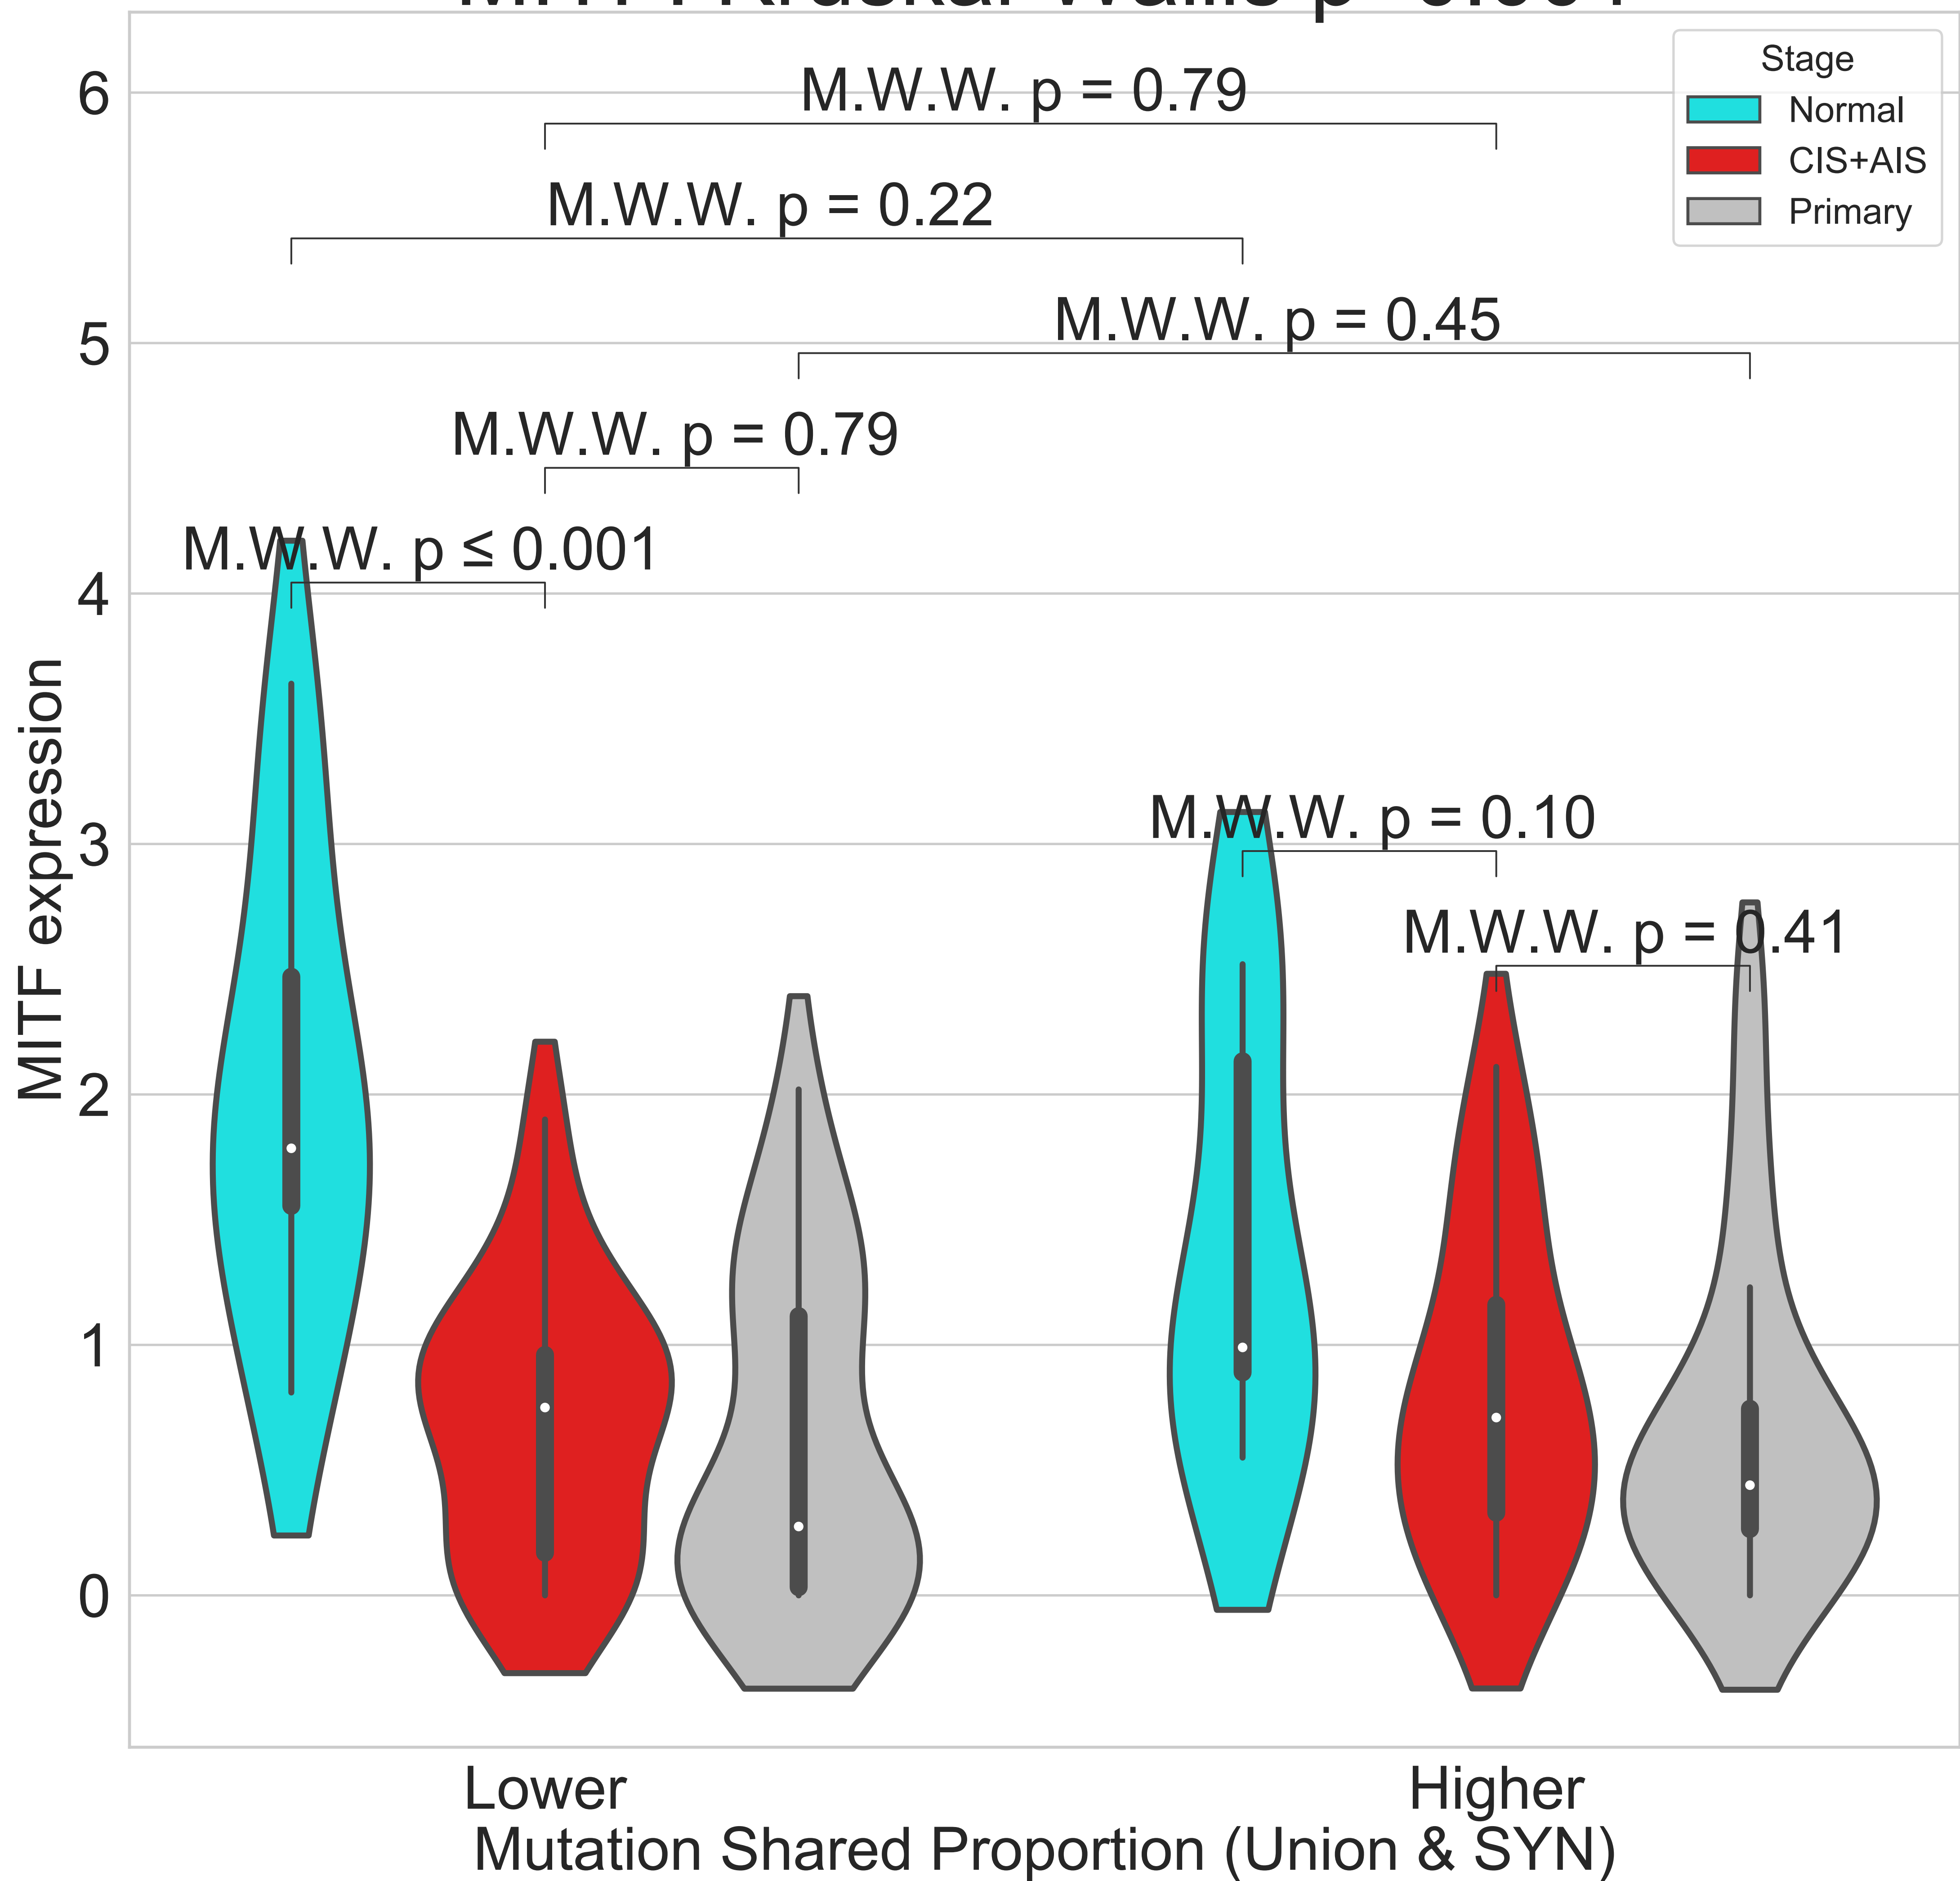 Stage
Normal
CIS+AIS
Primary
M.W.W. p = 0.79
M.W.W. p = 0.22
M.W.W. p = 0.45
M.W.W. p = 0.79
M.W.W. p ≤ 0.001
M.W.W. p = 0.10
M.W.W. p = 0.41
6
5
4
3
2
1
0
MITF expression
Lower
Higher
Mutation Shared Proportion (Union & SYN)